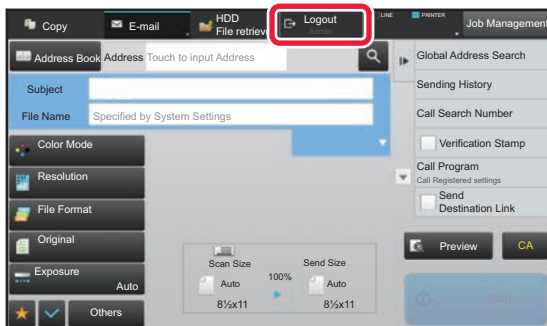 Copy
E-mail
HDD
File retrieve
Logout
Admin
LINE
PRINTER
Job Management
Address Book
Address
Touch to input Address
Global Address Search
Subject
Sending History
File Name
Specified by System Settings
Call Search Number
Color Mode
Verification Stamp
Resolution
Call Program
Call Registered settings
File Format
Send
Destination Link
Original
Preview
CA
Scan Size
Send Size
Exposure
Auto
Auto
100%
Auto
8½x11
8½x11
Others
Start